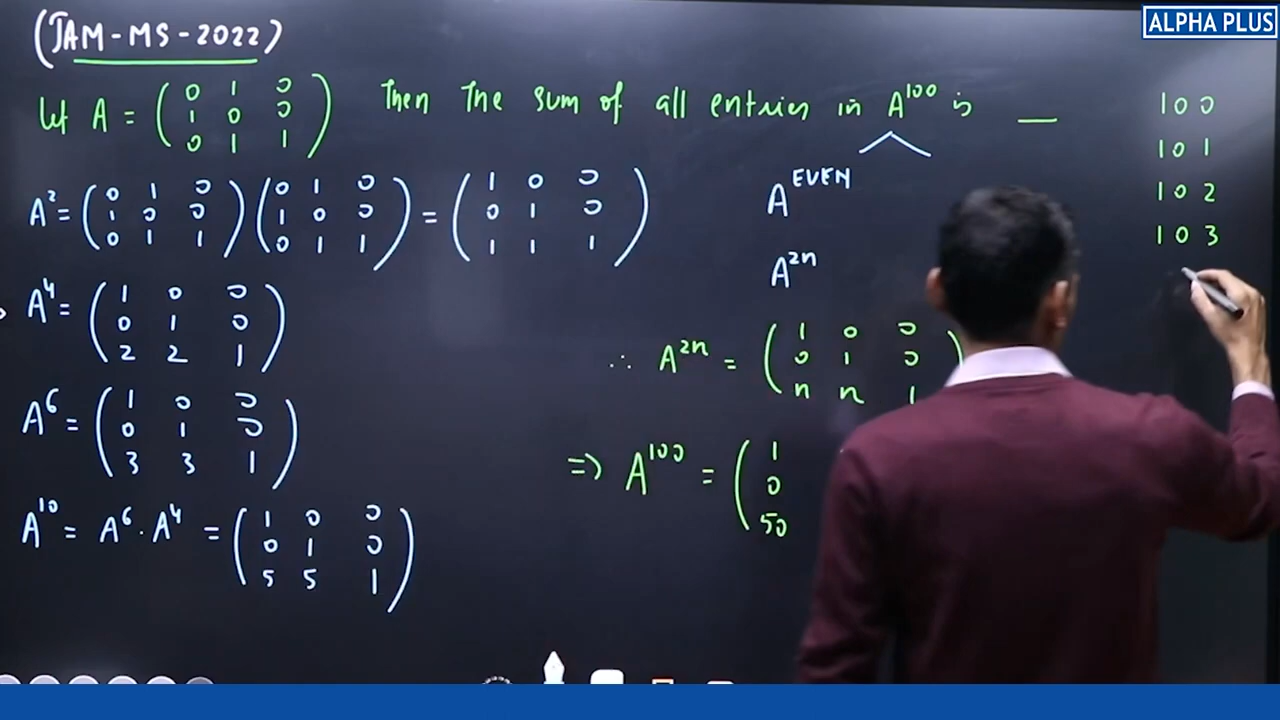 (JAM-MS-2022)
ALPHA PLUS
Let A = ( 0 1 0 Then The sum of all entries in A^100 is __
1 0 0
0 1 1 )
A^2 = ( 0 1 0
1 0 0
0 1 1 ) ( 0 1 0
1 0 0
0 1 1 ) = ( 1 0 0
0 1 0
1 1 1 )
A^4 = ( 1 0 0
0 1 0
2 2 1 )
A^6 = ( 1 0 0
0 1 0
3 3 1 )
A^10 = A^6 . A^4 = ( 1 0 0
0 1 0
5 5 1 )
A^EVEN
A^2n
∴ A^2n = ( 1 0 0
0 1 0
n n 1 )
=> A^100 = ( 1
0
50
100
101
102
103